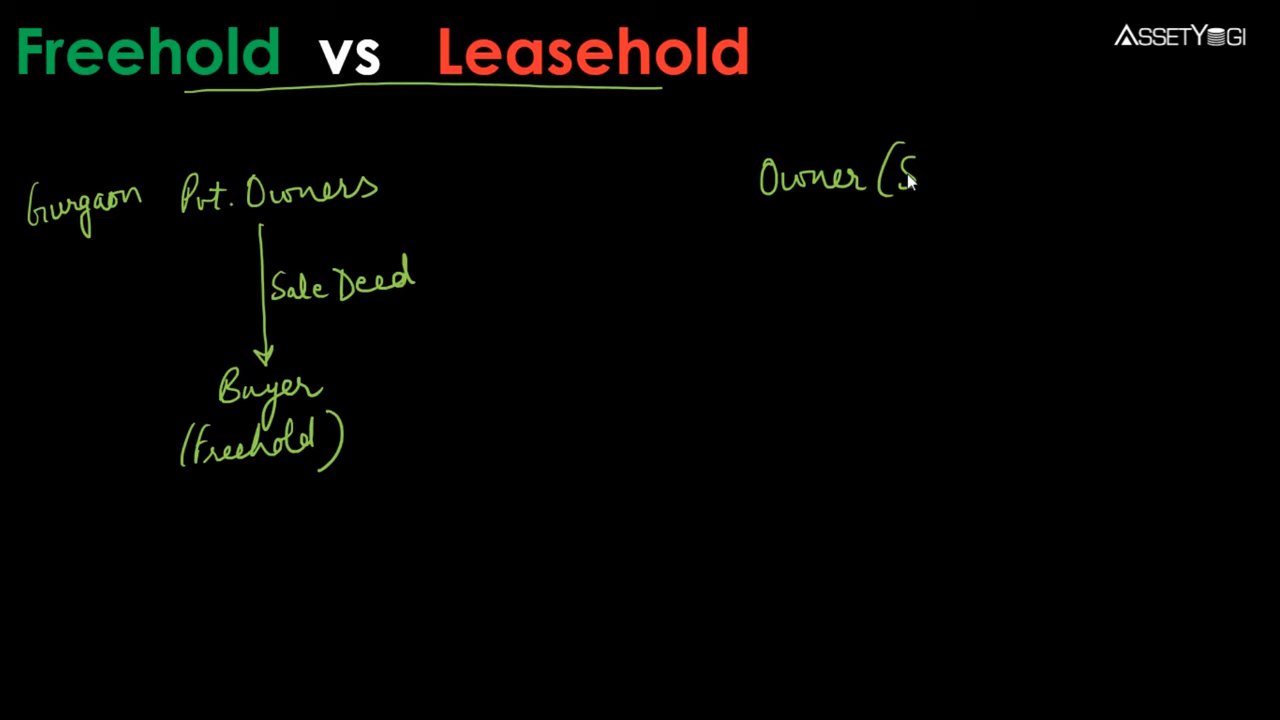 Freehold vs Leasehold
ASSETYOGI
Gurgaon Pvt. Owners
Owner (S
Sale Deed
Buyer
(Freehold)